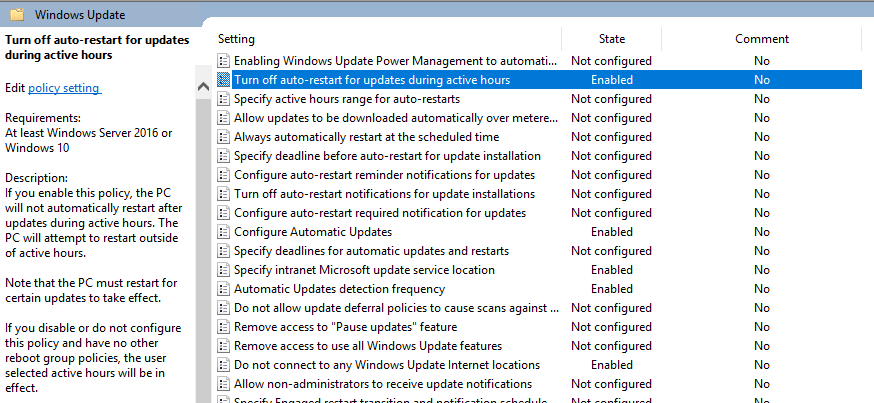 Windows Update
Turn off auto-restart for updates
during active hours
Edit policy setting
Requirements:
At least Windows Server 2016 or
Windows 10
Description:
If you enable this policy, the PC
will not automatically restart after
updates during active hours. The
PC will attempt to restart outside
of active hours.
Note that the PC must restart for
certain updates to take effect.
If you disable or do not configure
this policy and have no other
reboot group policies, the user
selected active hours will be in
effect.
Setting State Comment
Enabling Windows Update Power Management to automati... Not configured No
Turn off auto-restart for updates during active hours Enabled No
Specify active hours range for auto-restarts Not configured No
Allow updates to be downloaded automatically over metere... Not configured No
Always automatically restart at the scheduled time Not configured No
Specify deadline before auto-restart for update installation Not configured No
Configure auto-restart reminder notifications for updates Not configured No
Turn off auto-restart notifications for update installations Not configured No
Configure auto-restart required notification for updates Not configured No
Configure Automatic Updates Enabled No
Specify deadlines for automatic updates and restarts Not configured No
Specify intranet Microsoft update service location Enabled No
Automatic Updates detection frequency Enabled No
Do not allow update deferral policies to cause scans against ... Not configured No
Remove access to "Pause updates" feature Not configured No
Remove access to use all Windows Update features Not configured No
Do not connect to any Windows Update Internet locations Enabled No
Allow non-administrators to receive update notifications Not configured No
Specify Engaged restart transition and notification schedule Not configured No